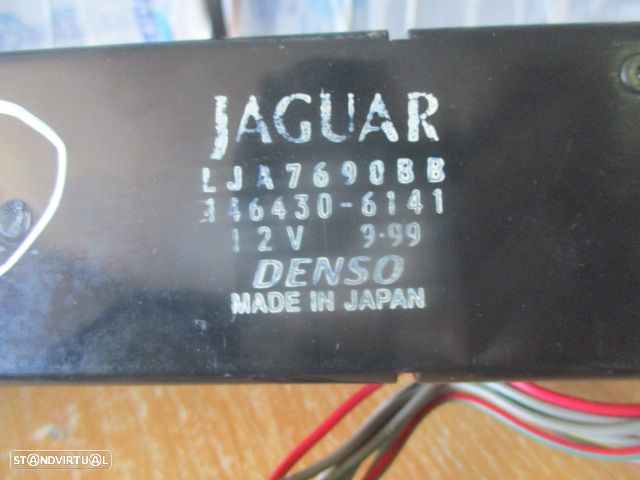 JAGUAR
LJA7690BB
146430-6141
12V 9·99
DENSO
MADE IN JAPAN
STANDVIRTUAL